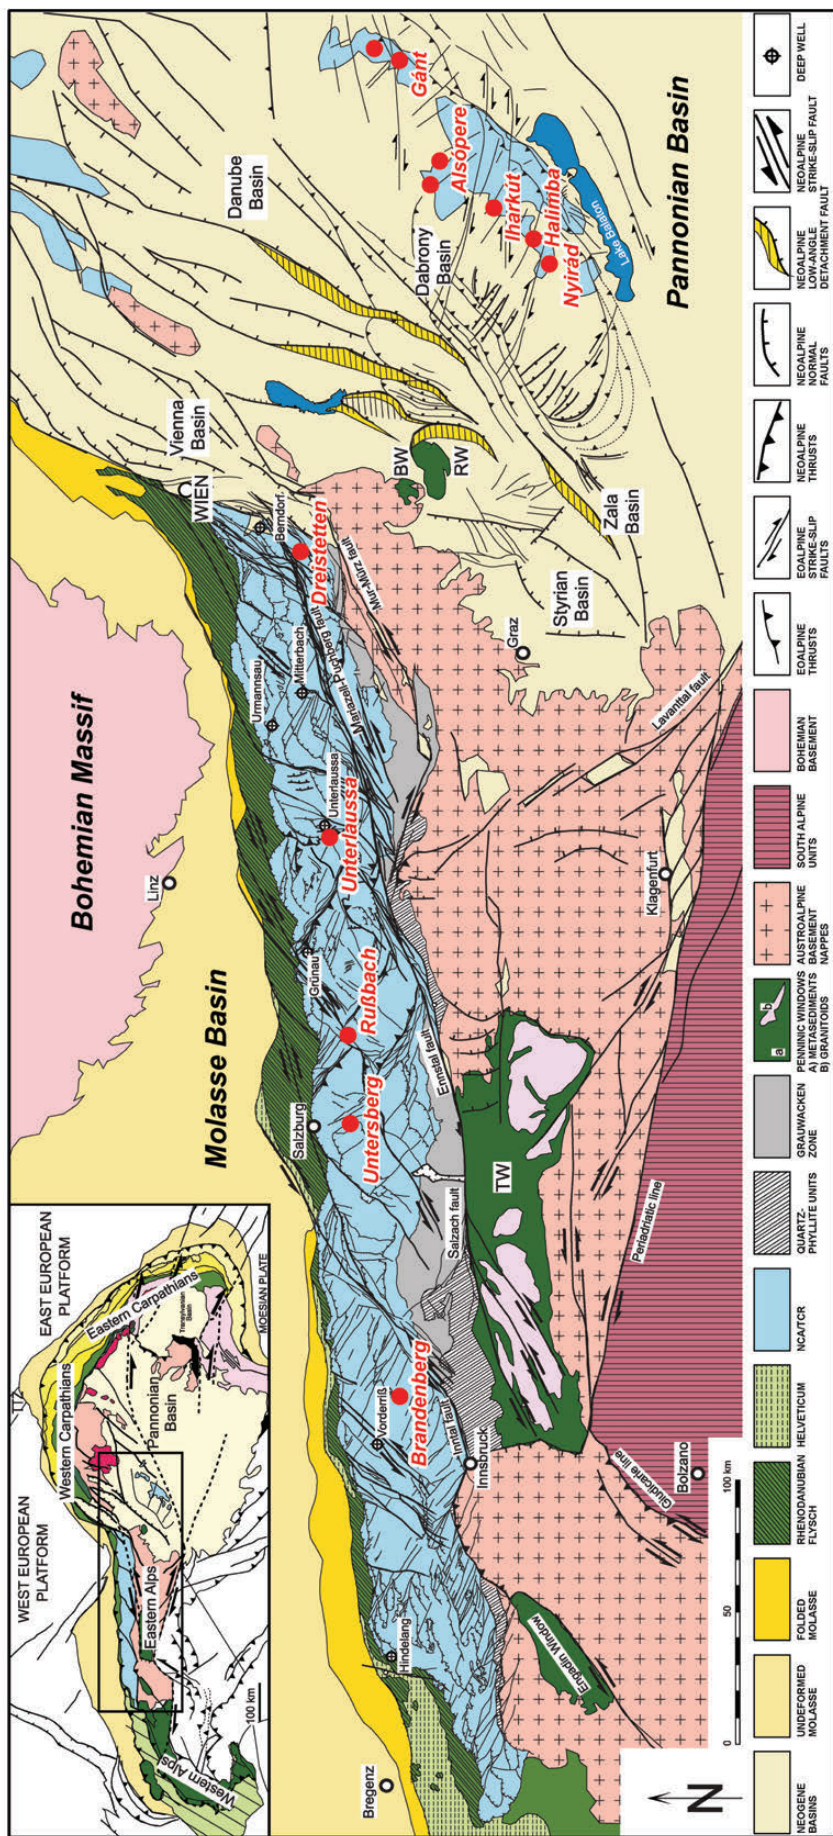 WEST EUROPEAN
PLATFORM
EAST EUROPEAN
PLATFORM
Western Carpathians
Eastern Carpathians
Pannonian
Basin
Transylvanian
Basin
MOESIAN PLATE
Eastern Alps
Western Alps
100 km
Bohemian Massif
Molasse Basin
Pannonian Basin
Linz
WIEN
Vienna
Basin
Danube
Basin
Dabrony
Basin
Zala
Basin
Styrian
Basin
Lake Balaton
Gánt
Alsópere
Iharkút
Halimba
Nyirád
BW
RW
Berndorf
Dreistetten
Mur-Mürz fault
Mariazell-Puchberg fault
Mitterbach
Urmannsau
Unterlaussa
Unterlaussa
Grünau
Rußbach
Untersberg
Salzburg
Ennstal fault
Salzach fault
TW
Graz
Lavanttal fault
Klagenfurt
Periadriatic line
Brandenberg
Vorderriß
Inntal fault
Innsbruck
Giudicarie line
Bolzano
Hindelang
Engadin Window
Bregenz
N
0
50
100 km
NEOGENE
BASINS
UNDEFORMED
MOLASSE
FOLDED
MOLASSE
RHENODANUBIAN
FLYSCH
HELVETICUM
NCA/TCR
QUARTZ-
PHYLLITE UNITS
GRAUWACKEN
ZONE
a
b
PENNINIC WINDOWS
A) METASEDIMENTS
B) GRANITOIDS
AUSTROALPINE
BASEMENT
NAPPES
SOUTH ALPINE
UNITS
BOHEMIAN
BASEMENT
EOALPINE
THRUSTS
EOALPINE
STRIKE-SLIP
FAULTS
NEOALPINE
THRUSTS
NEOALPINE
NORMAL
FAULTS
NEOALPINE
LOW-ANGLE
DETACHMENT FAULT
NEOALPINE
STRIKE-SLIP FAULT
DEEP WELL